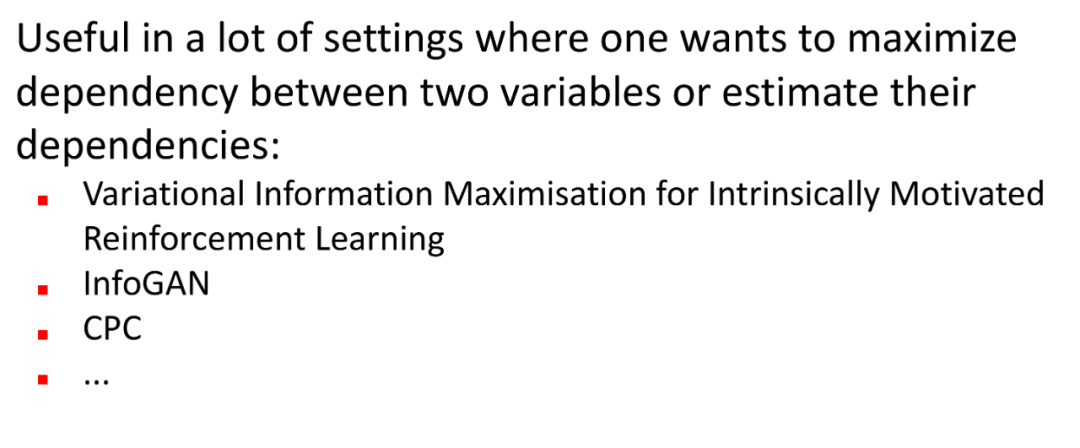 Useful in a lot of settings where one wants to maximize
dependency between two variables or estimate their
dependencies:
▪ Variational Information Maximisation for Intrinsically Motivated
Reinforcement Learning
▪ InfoGAN
▪ CPC
▪ ...